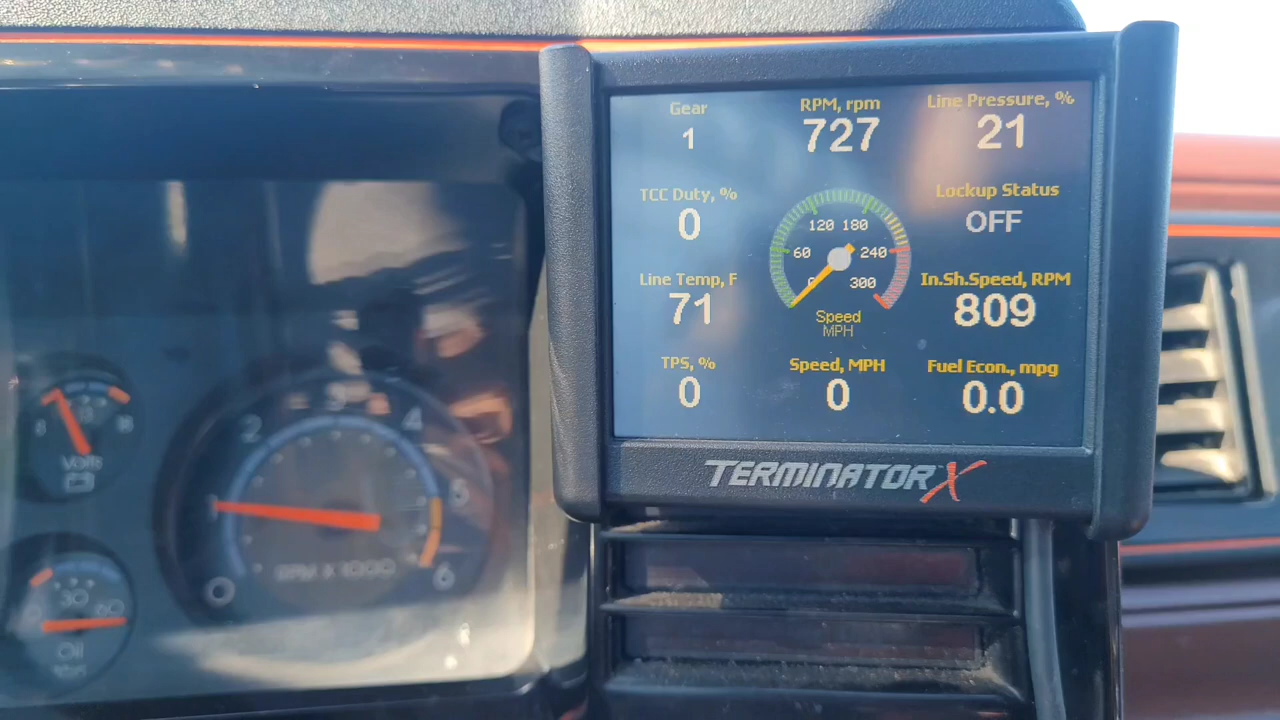 Gear
1
RPM, rpm
727
Line Pressure, %
21
TCC Duty, %
0
Lockup Status
OFF
120 180
60
240
0
300
Speed
MPH
Line Temp, F
71
In.Sh.Speed, RPM
809
TPS, %
0
Speed, MPH
0
Fuel Econ., mpg
0.0
TERMINATOR X
2
3
4
5
6
0
RPM X 1000
8
18
Volts
30
60
Oil